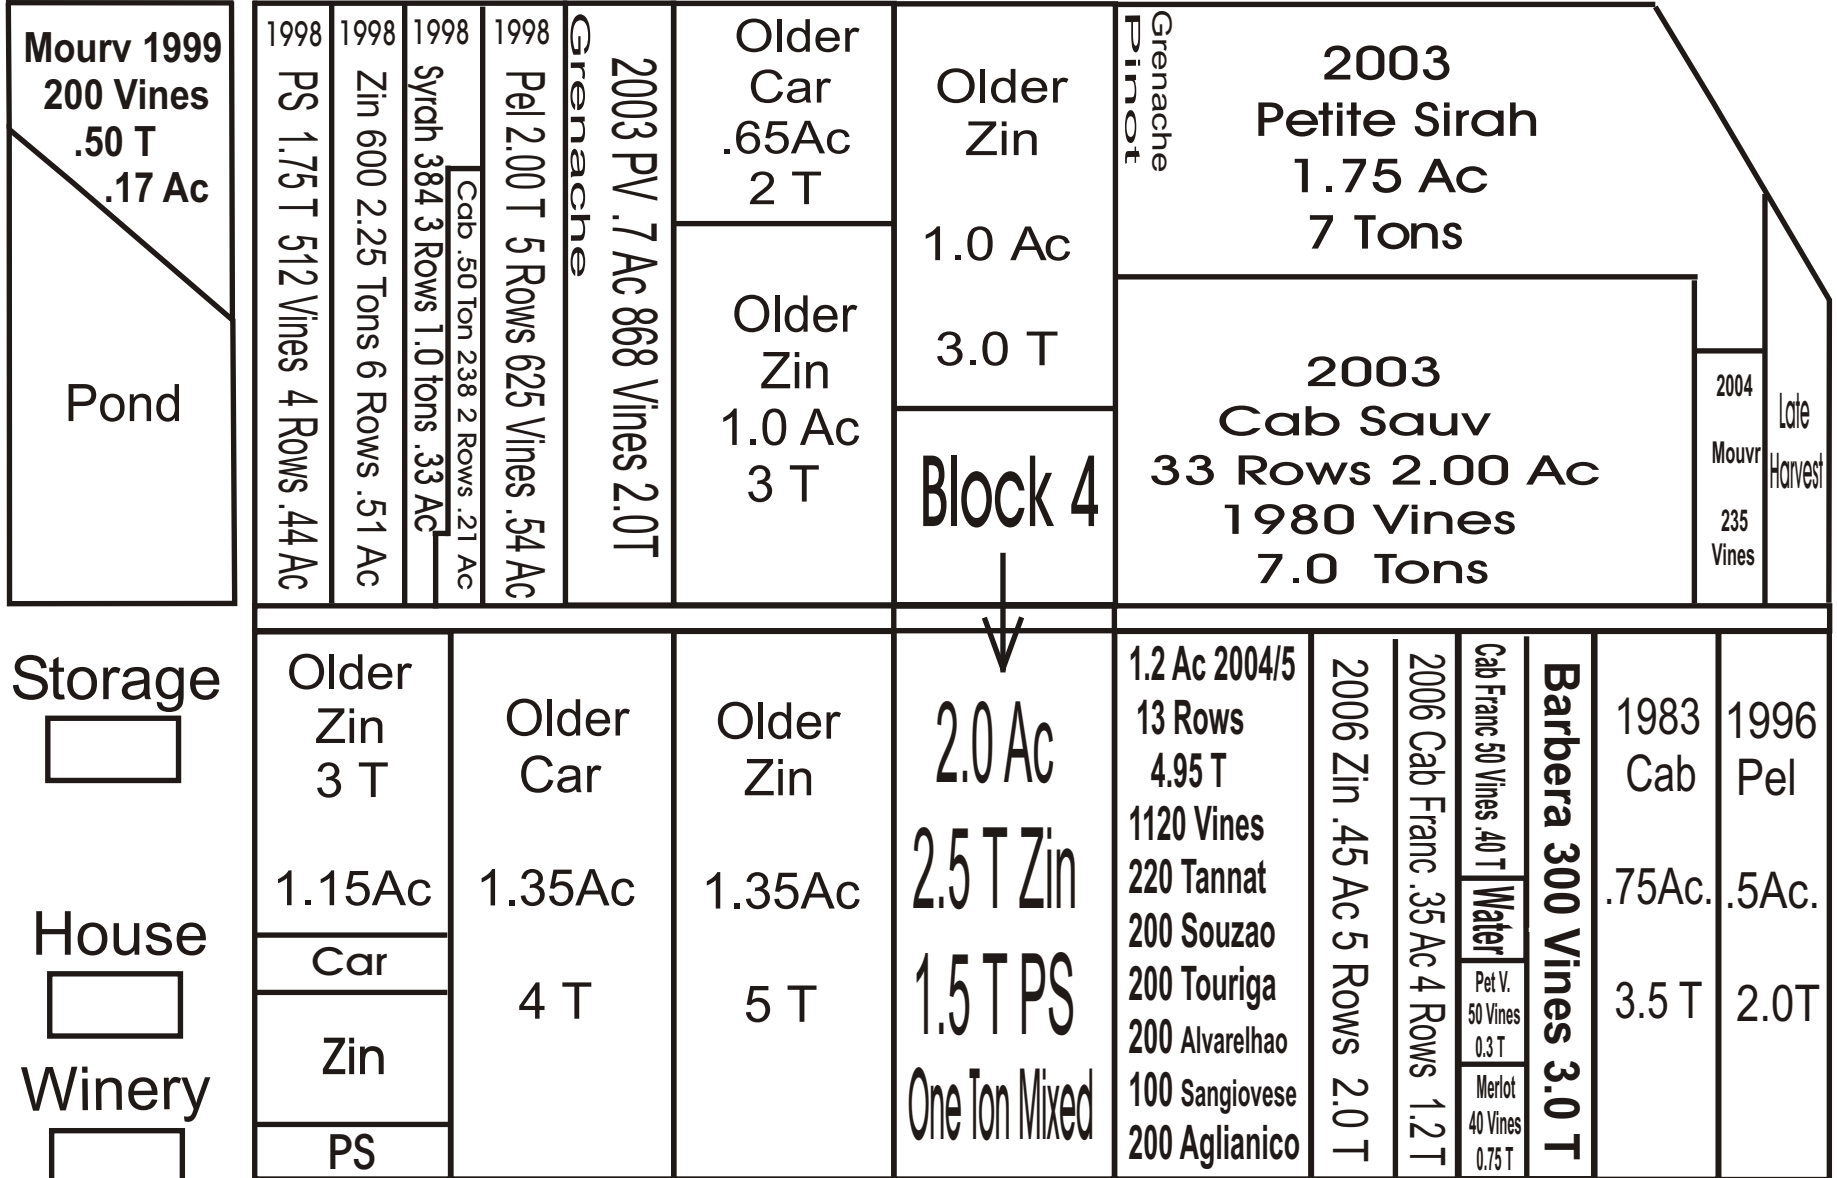 Mourv 1999
200 Vines
.50 T
.17 Ac
Pond
Storage
House
Winery
1998 PS 1.75 T 512 Vines 4 Rows .44 Ac
1998 Zin 600 2.25 Tons 6 Rows .51 Ac
1998 Syrah 384 3 Rows 1.0 tons .33 Ac
Cab .50 Ton 238 2 Rows .21 Ac
1998 Pel 2.00 T 5 Rows 625 Vines .54 Ac
Grenache
2003 PV .7 Ac 868 Vines 2.0T
Older
Car
.65Ac
2 T
Older
Zin
1.0 Ac
3 T
Older
Zin
1.0 Ac
3.0 T
Block 4
Grenache
Pinot
2003
Petite Sirah
1.75 Ac
7 Tons
2003
Cab Sauv
33 Rows 2.00 Ac
1980 Vines
7.0 Tons
2004
Mouvr
235
Vines
Late
Harvest
Older
Zin
3 T
1.15Ac
Car
Zin
PS
Older
Car
1.35Ac
4 T
Older
Zin
1.35Ac
5 T
2.0 Ac
2.5 T Zin
1.5 T PS
One Ton Mixed
1.2 Ac 2004/5
13 Rows
4.95 T
1120 Vines
220 Tannat
200 Souzao
200 Touriga
200 Alvarelhao
100 Sangiovese
200 Aglianico
2006 Zin .45 Ac 5 Rows 2.0 T
2006 Cab Franc .35 Ac 4 Rows 1.2 T
Cab Franc 50 Vines .40 T
Water
Pet V.
50 Vines
0.3 T
Merlot
40 Vines
0.75 T
Barbera 300 Vines 3.0 T
1983
Cab
.75Ac.
3.5 T
1996
Pel
.5Ac.
2.0T